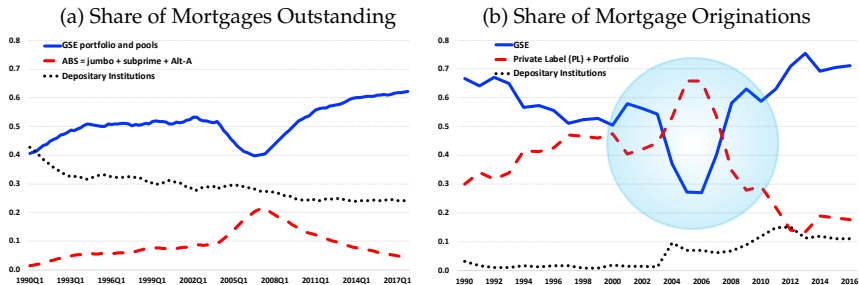 (a) Share of Mortgages Outstanding
0.8
0.7
0.6
0.5
0.4
0.3
0.2
0.1
0.0
GSE portfolio and pools
ABS = jumbo + subprime + Alt-A
Depositary Institutions
1990Q1 1993Q1 1996Q1 1999Q1 2002Q1 2005Q1 2008Q1 2011Q1 2014Q1 2017Q1
(b) Share of Mortgage Originations
0.8
0.7
0.6
0.5
0.4
0.3
0.2
0.1
0.0
GSE
Private Label (PL) + Portfolio
Depositary Institutions
1990 1992 1994 1996 1998 2000 2002 2004 2006 2008 2010 2012 2014 2016